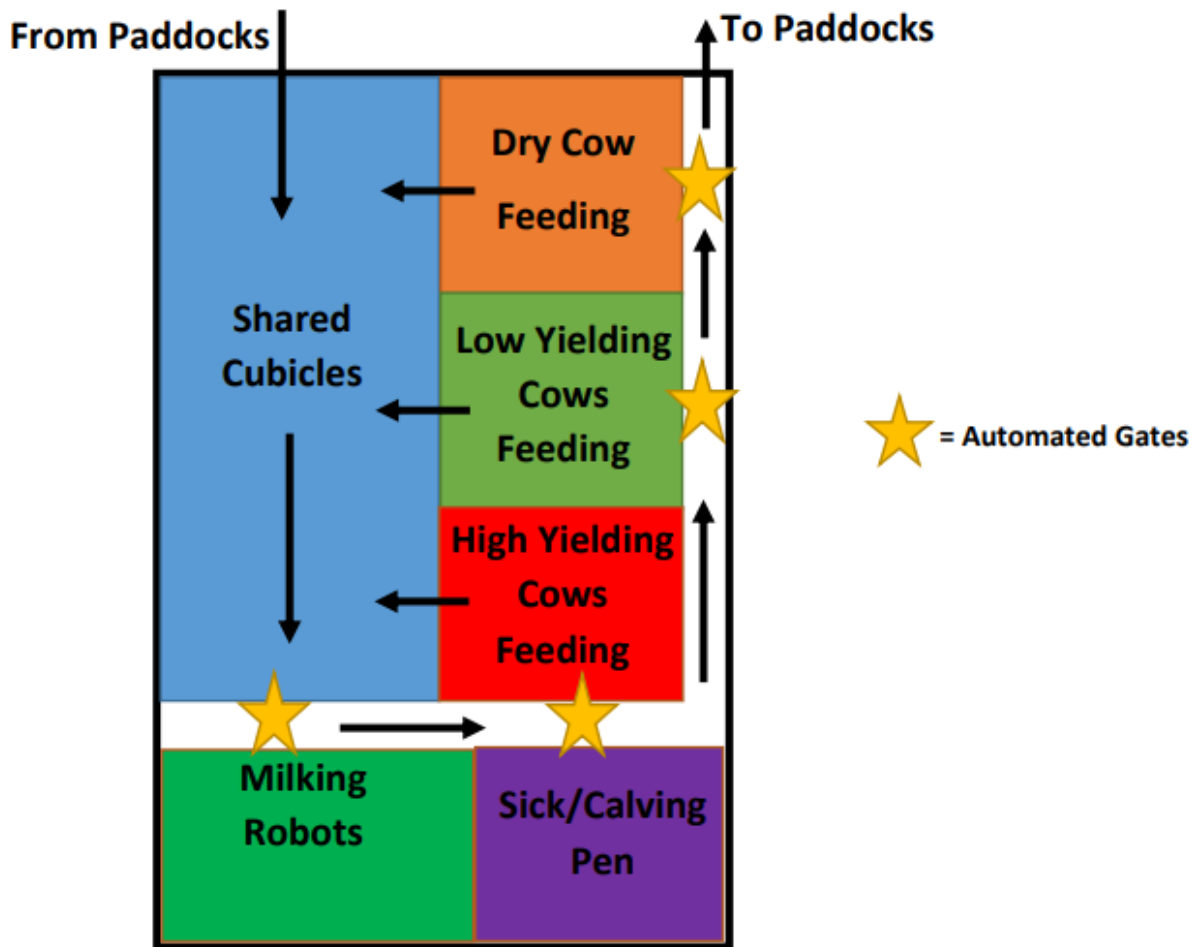 From Paddocks
To Paddocks
Dry Cow
Feeding
Shared
Cubicles
Low Yielding
Cows
Feeding
= Automated Gates
High Yielding
Cows
Feeding
Milking
Robots
Sick/Calving
Pen